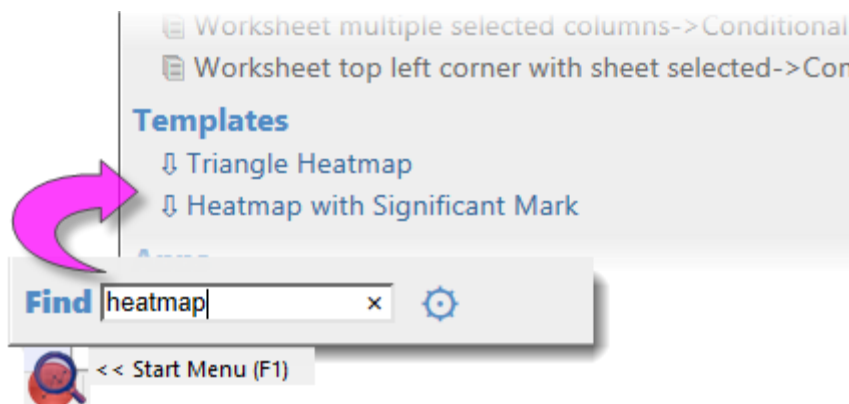 Worksheet multiple selected columns->Conditional
Worksheet top left corner with sheet selected->Con
Templates
⇩ Triangle Heatmap
⇩ Heatmap with Significant Mark
Apps
Find heatmap ×
<< Start Menu (F1)